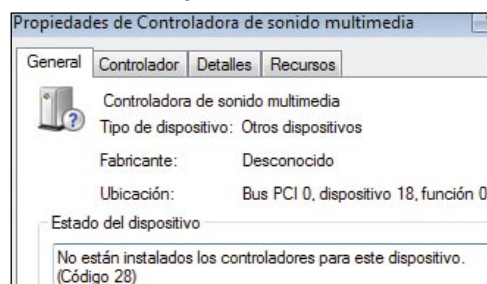 Propiedades de Controladora de sonido multimedia
General Controlador Detalles Recursos
Controladora de sonido multimedia
Tipo de dispositivo: Otros dispositivos
Fabricante: Desconocido
Ubicación: Bus PCI 0, dispositivo 18, función 0
Estado del dispositivo
No están instalados los controladores para este dispositivo.
(Código 28)